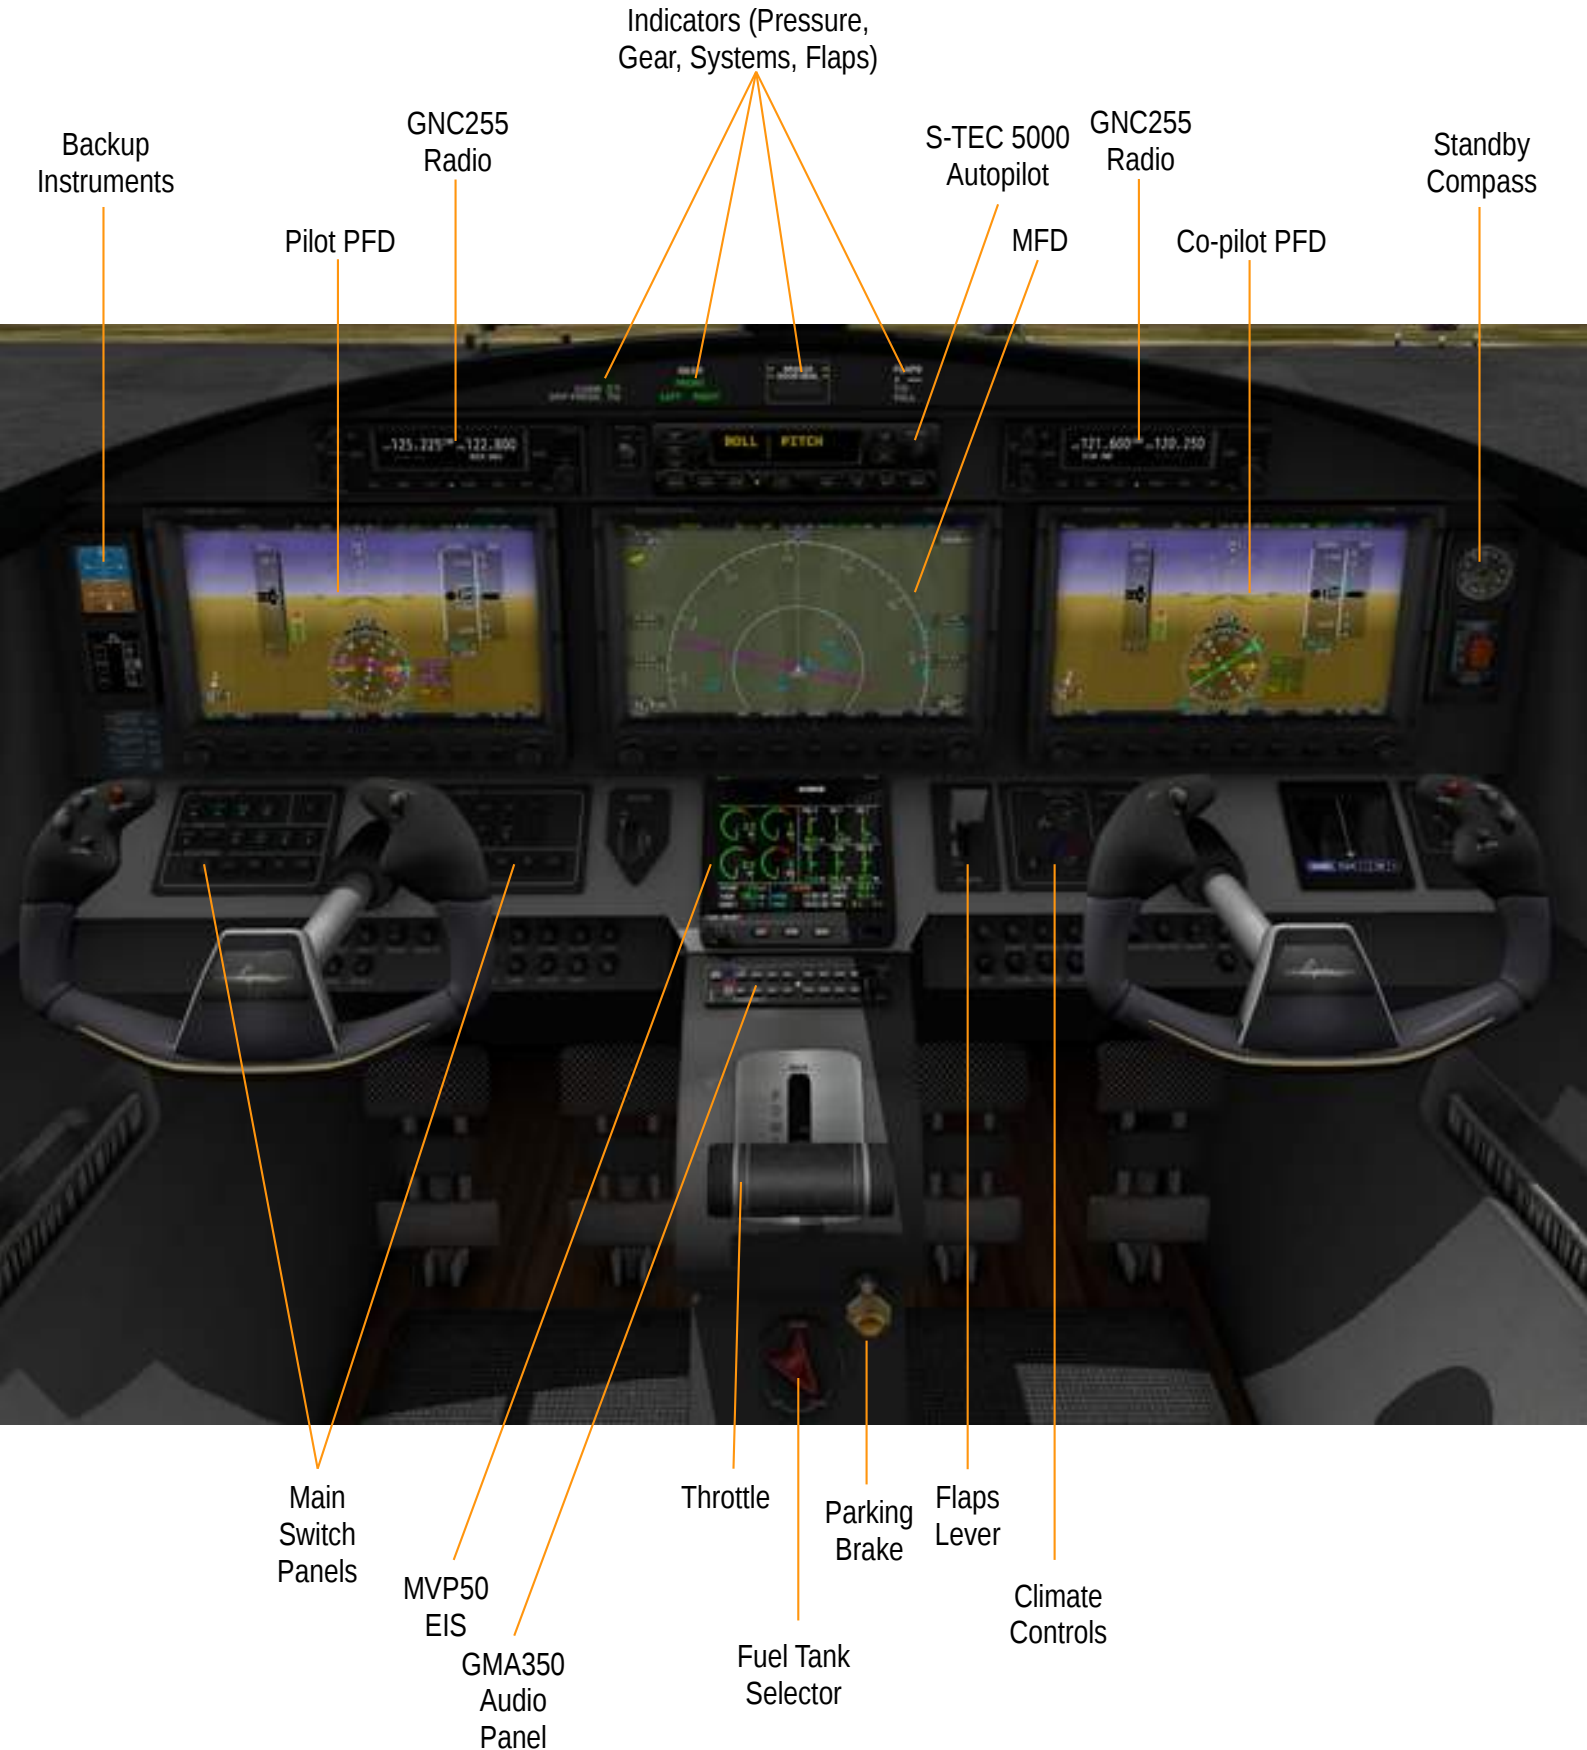 Indicators (Pressure,
Gear, Systems, Flaps)
Backup
Instruments
GNC255
Radio
S-TEC 5000
Autopilot
GNC255
Radio
Standby
Compass
Pilot PFD
MFD
Co-pilot PFD
125.225 122.800
ROLL PITCH
121.600 130.250
LEFT RIGHT
Main
Switch
Panels
MVP50
EIS
GMA350
Audio
Panel
Throttle
Fuel Tank
Selector
Parking
Brake
Flaps
Lever
Climate
Controls